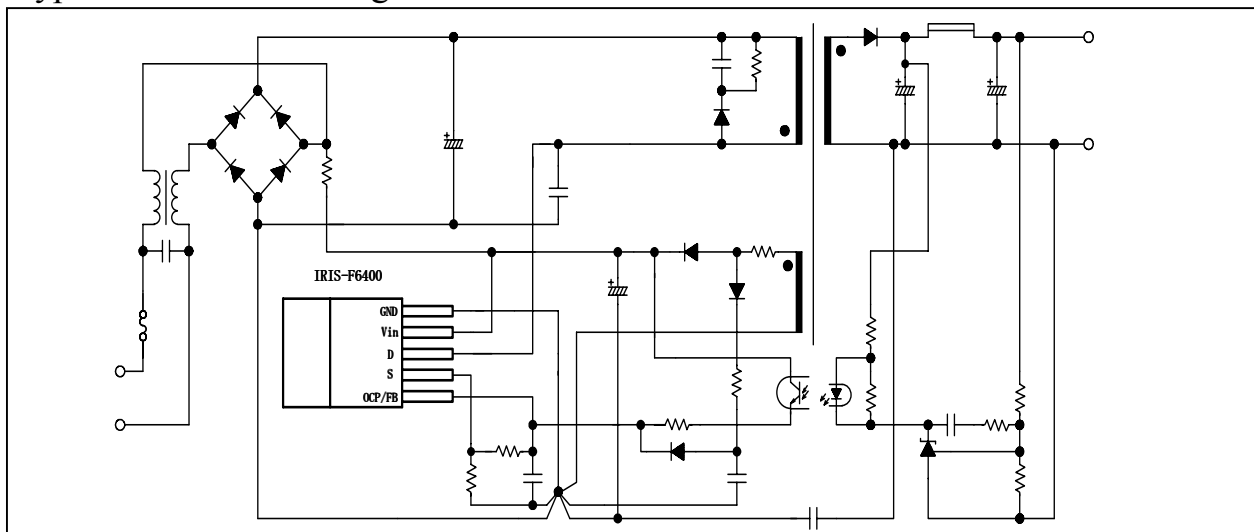 IRIS-F6400
GND
Vin
D
S
OCP/FB
+
+
+
+